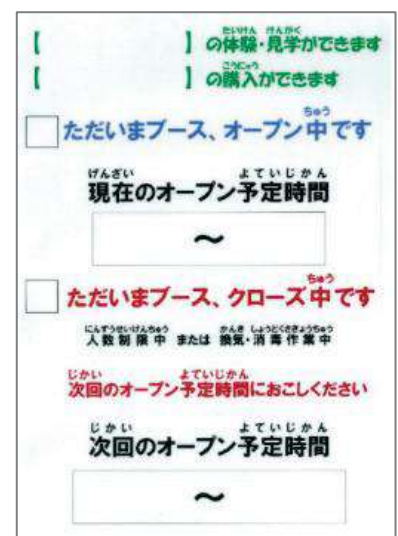 【　　　　　】の体験・見学ができます
【　　　　　】の購入ができます
ただいまブース、オープン中です
現在のオープン予定時間
～
ただいまブース、クローズ中です
人数制限中 または 換気・消毒作業中
次回のオープン予定時間におこしください
次回のオープン予定時間
～